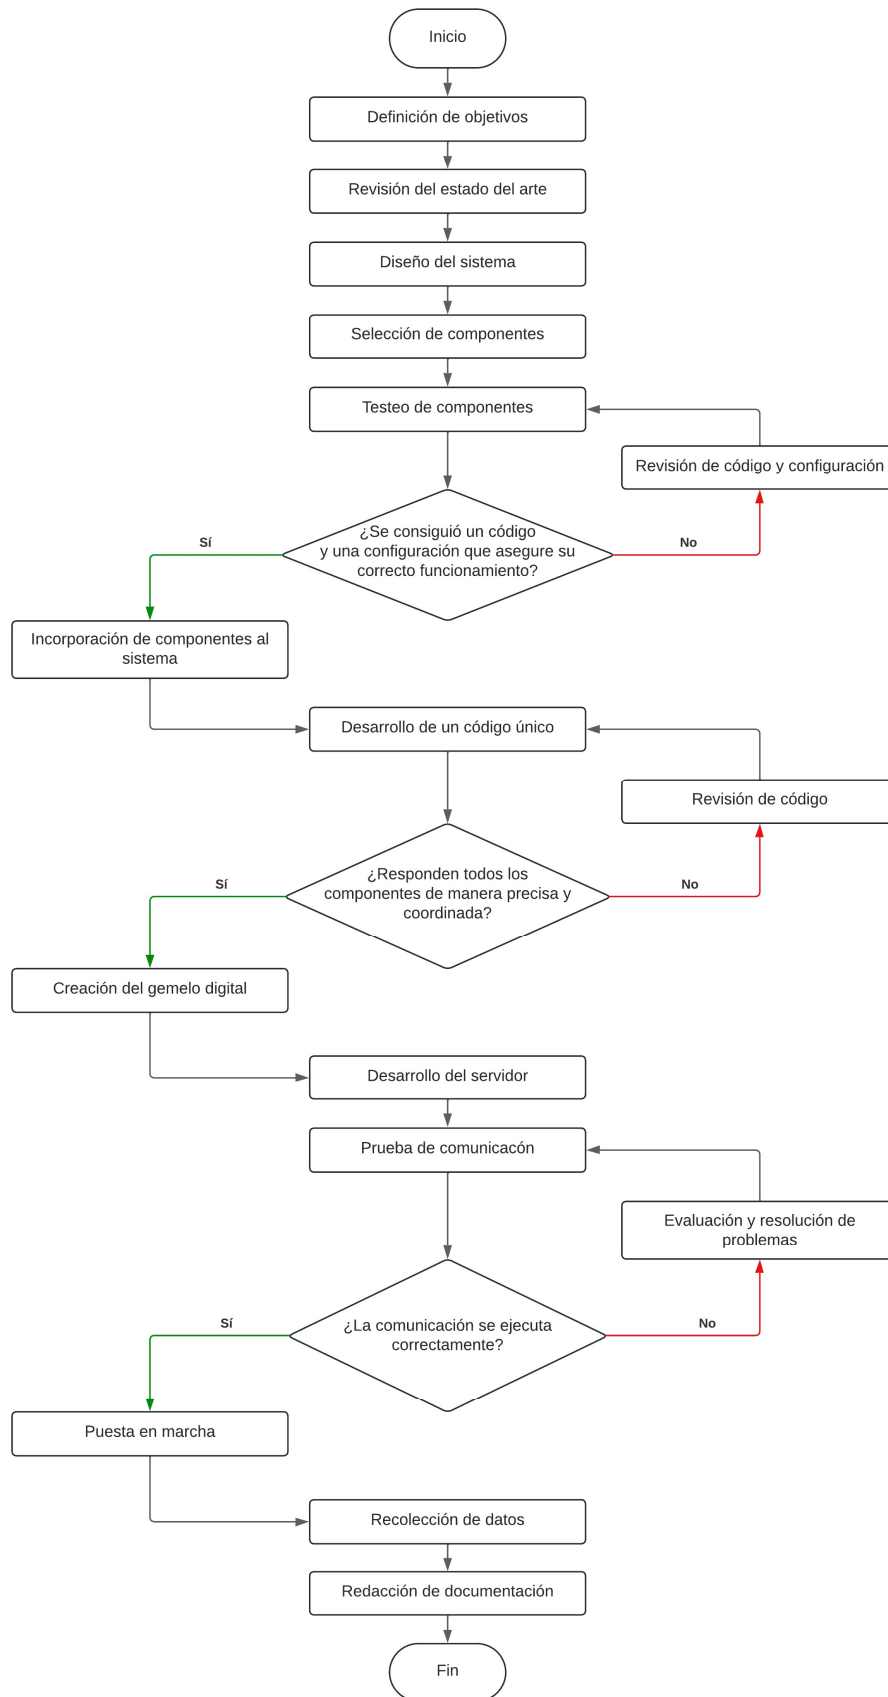 Inicio
Definición de objetivos
Revisión del estado del arte
Diseño del sistema
Selección de componentes
Testeo de componentes
Revisión de código y configuración
¿Se consiguió un código
y una configuración que asegure su
correcto funcionamiento?
Sí
No
Incorporación de componentes al
sistema
Desarrollo de un código único
Revisión de código
¿Responden todos los
componentes de manera precisa y
coordinada?
Sí
No
Creación del gemelo digital
Desarrollo del servidor
Prueba de comunicacón
Evaluación y resolución de
problemas
¿La comunicación se ejecuta
correctamente?
Sí
No
Puesta en marcha
Recolección de datos
Redacción de documentación
Fin